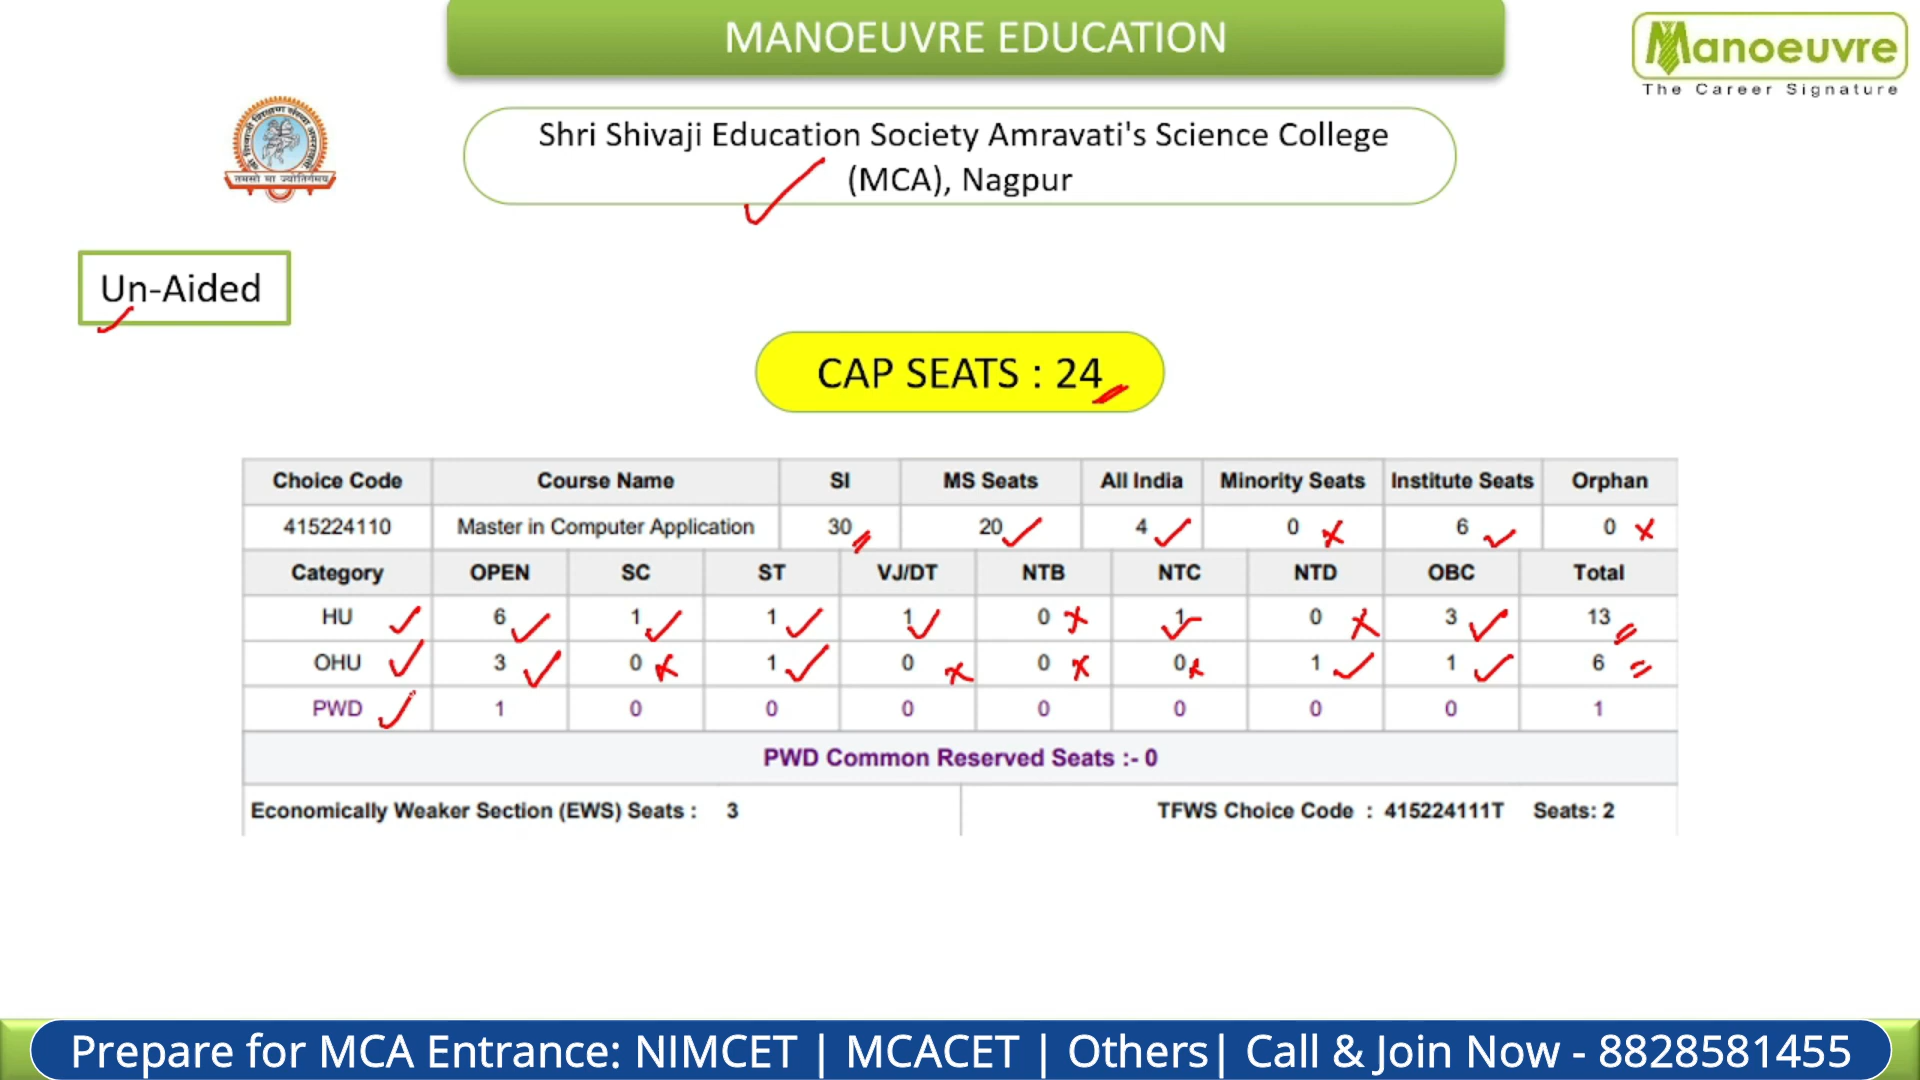 MANOEUVRE EDUCATION
Manoeuvre
The Career Signature
Shri Shivaji Education Society Amravati's Science College
(MCA), Nagpur
तमसो मा ज्योतिर्गमय
Un-Aided
CAP SEATS : 24
Choice Code Course Name SI MS Seats All India Minority Seats Institute Seats Orphan
415224110 Master in Computer Application 30 20 4 0 6 0
Category OPEN SC ST VJ/DT NTB NTC NTD OBC Total
HU 6 1 1 1 0 1 0 3 13
OHU 3 0 1 0 0 0 1 1 6
PWD 1 0 0 0 0 0 0 0 1
PWD Common Reserved Seats :- 0
Economically Weaker Section (EWS) Seats : 3 TFWS Choice Code : 415224111T Seats: 2
Prepare for MCA Entrance: NIMCET | MCACET | Others| Call & Join Now - 8828581455